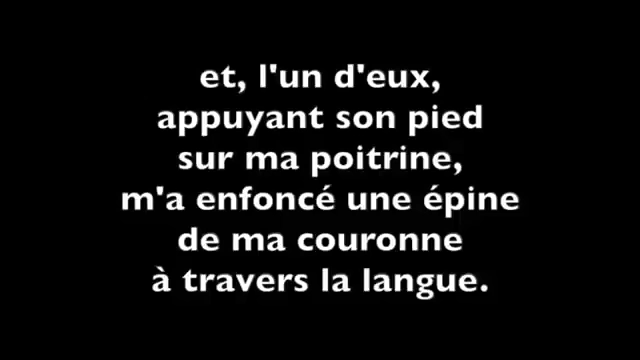 et, l'un d'eux,
appuyant son pied
sur ma poitrine,
m'a enfoncé une épine
de ma couronne
à travers la langue.